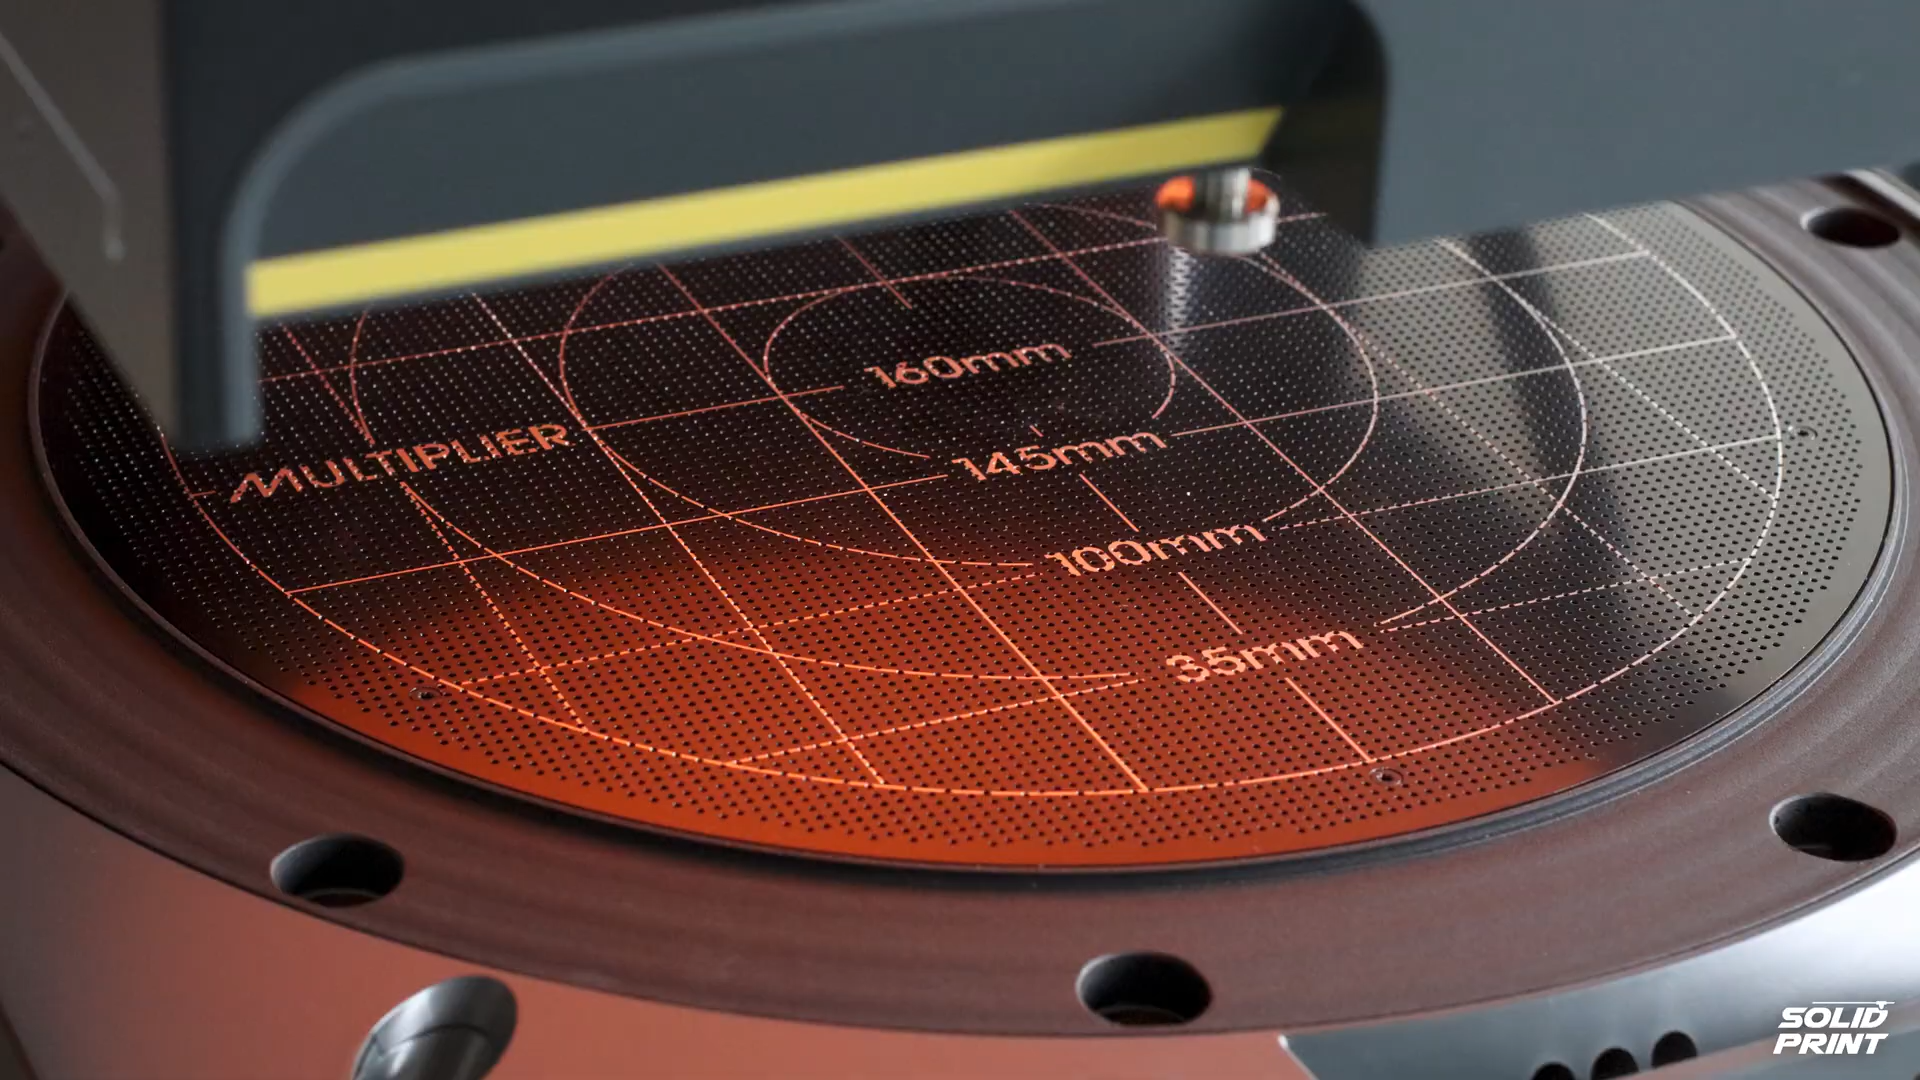 160mm
MULTIPLIER
145mm
100mm
35mm
SOLID
PRINT